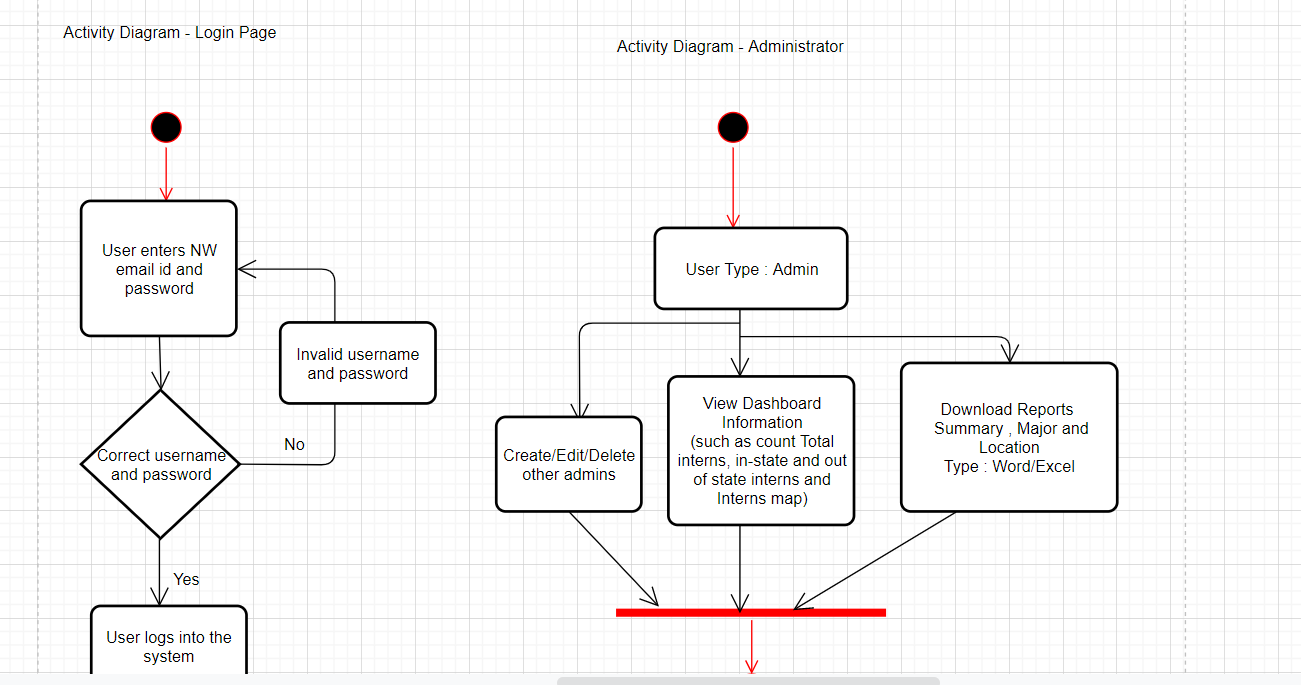 Activity Diagram - Login Page
Activity Diagram - Administrator
User enters NW
email id and
password
Invalid username
and password
Correct username
and password
No
Yes
User logs into the
system
User Type : Admin
Create/Edit/Delete
other admins
View Dashboard
Information
(such as count Total
interns, in-state and out
of state interns and
Interns map)
Download Reports
Summary , Major and
Location
Type : Word/Excel